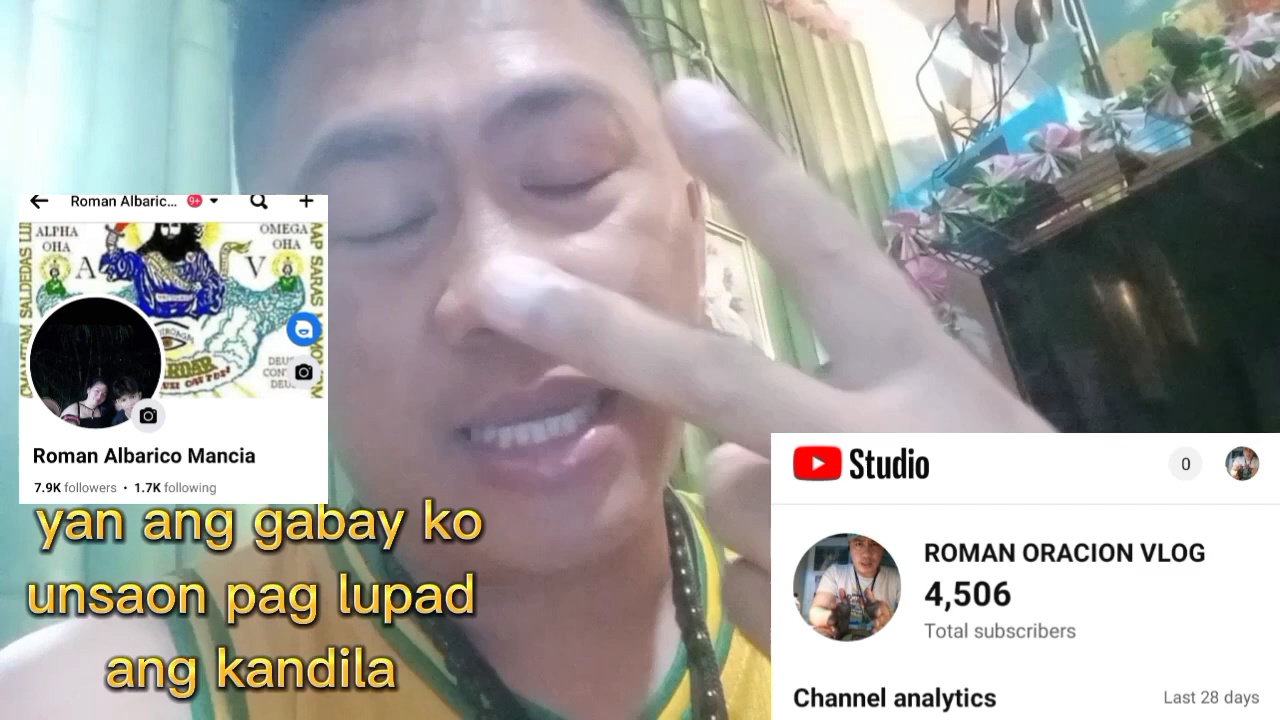 Roman Albaric... 9+
ALPHA
OHA
OMEGA
OHA
A V
Roman Albarico Mancia
7.9K followers • 1.7K following
yan ang gabay ko
unsaon pag lupad
ang kandila
Studio
0
ROMAN ORACION VLOG
4,506
Total subscribers
Channel analytics
Last 28 days